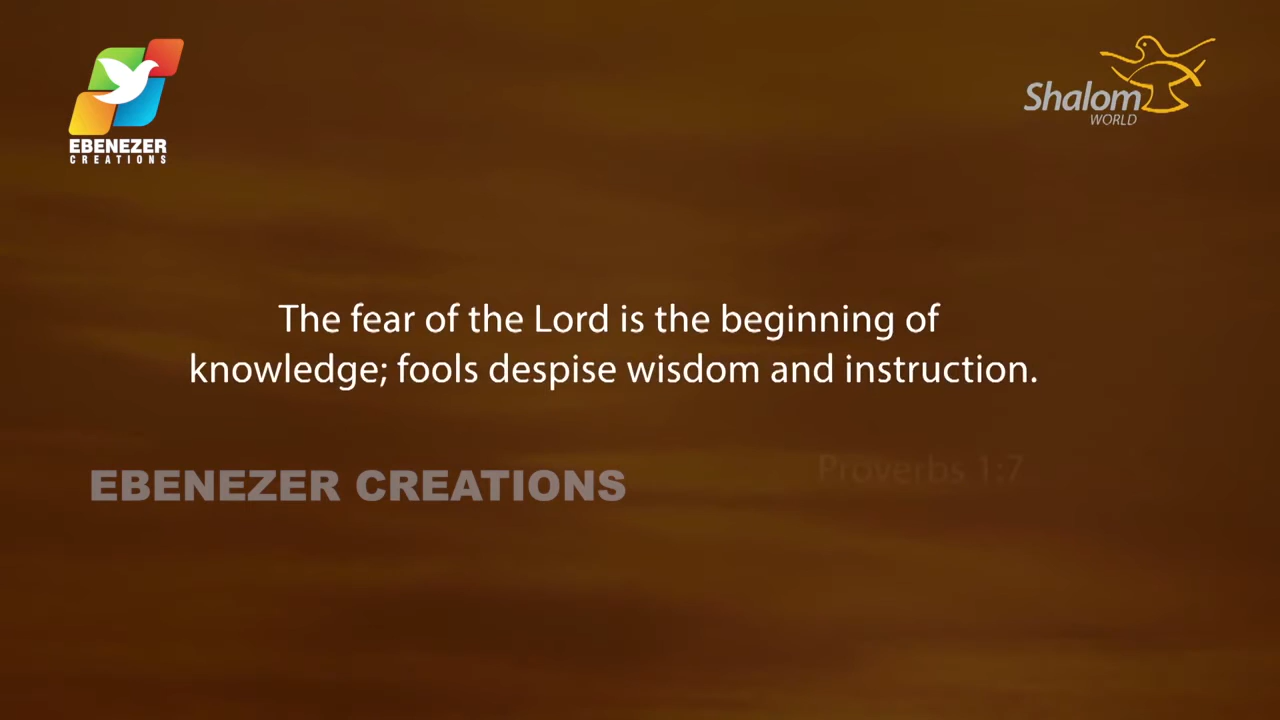 EBENEZER
CREATIONS
Shalom
WORLD
The fear of the Lord is the beginning of
knowledge; fools despise wisdom and instruction.
Proverbs 1:7
EBENEZER CREATIONS